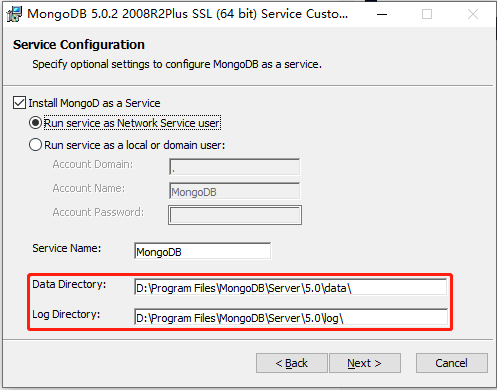 MongoDB 5.0.2 2008R2Plus SSL (64 bit) Service Custo...
Service Configuration
Specify optional settings to configure MongoDB as a service.
Install MongoD as a Service
Run service as Network Service user
Run service as a local or domain user:
Account Domain:
.
Account Name:
MongoDB
Account Password:
Service Name:
MongoDB
Data Directory:
D:\Program Files\MongoDB\Server\5.0\data\
Log Directory:
D:\Program Files\MongoDB\Server\5.0\log\
< Back
Next >
Cancel